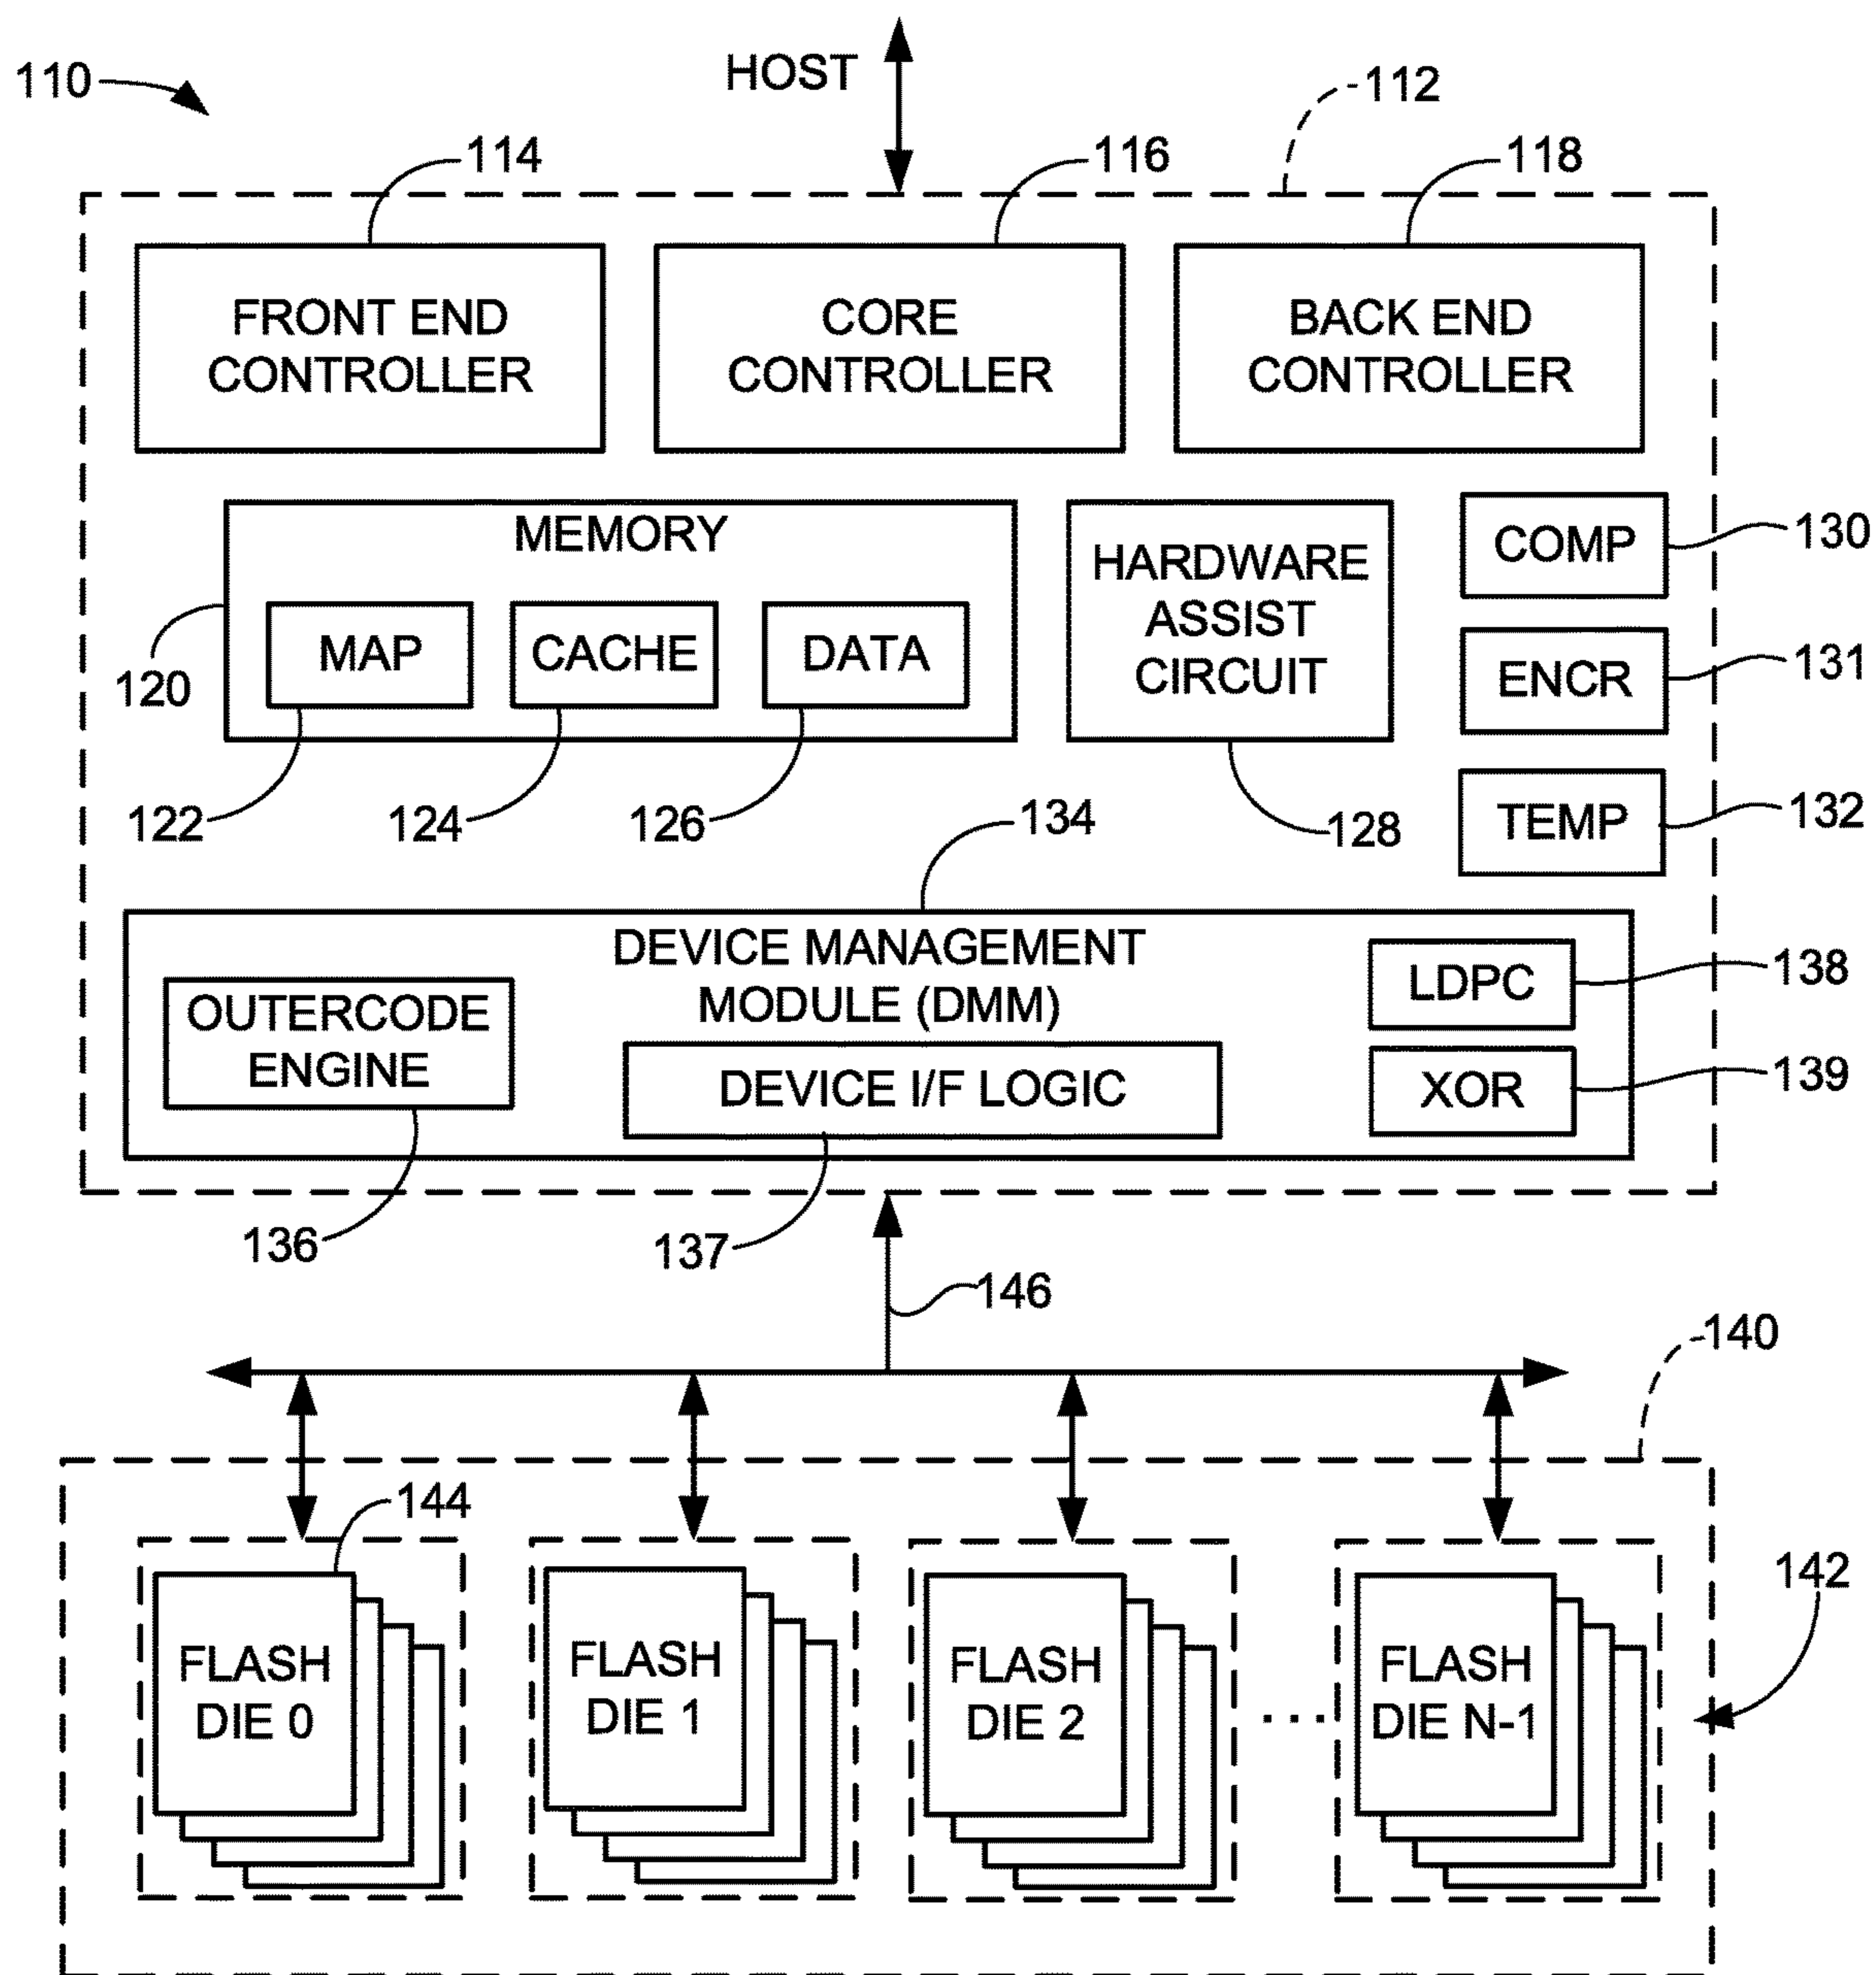 HOST
110
112
114
116
118
FRONT END
CONTROLLER
CORE
CONTROLLER
BACK END
CONTROLLER
MEMORY
MAP
CACHE
DATA
120
122
124
126
HARDWARE
ASSIST
CIRCUIT
128
COMP
130
ENCR
131
TEMP
132
134
DEVICE MANAGEMENT
MODULE (DMM)
OUTERCODE
ENGINE
DEVICE I/F LOGIC
LDPC
138
XOR
139
136
137
146
140
144
142
FLASH
DIE 0
FLASH
DIE 1
FLASH
DIE 2
...
FLASH
DIE N-1